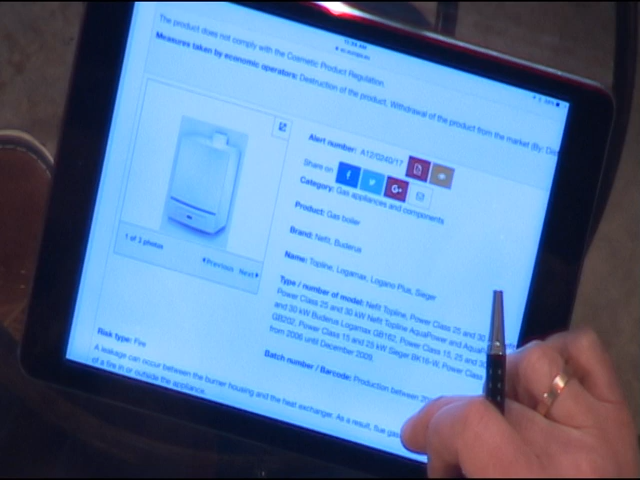 11:59 AM
The product does not comply with the Cosmetic Product Regulation.
Measures taken by economic operators: Destruction of the product, Withdrawal of the product from the market (By:
Alert number: A12/0240/17
Share on
Category: Gas appliances and components
Product: Gas boiler
Brand: Nefit, Buderus
Name: Topline, Logamax, Logano Plus, Sieger
1 of 3 photos
Previous Next
Type / number of model: Nefit Topline, Power Class 25 and 30
Power Class 25 and 30 kW Nefit Topline AquaPower and AquaPower
and 30 kW Buderus Logamax GB162, Power Class 15, 25 and 30
GB202, Power Class 15 and 25 kW Sieger BK16-W, Power Class
from 2006 until December 2009.
Batch number / Barcode: Production between
Risk type: Fire
A leakage can occur between the burner housing and the heat exchanger. As a result, flue
of a fire in or outside the appliance.